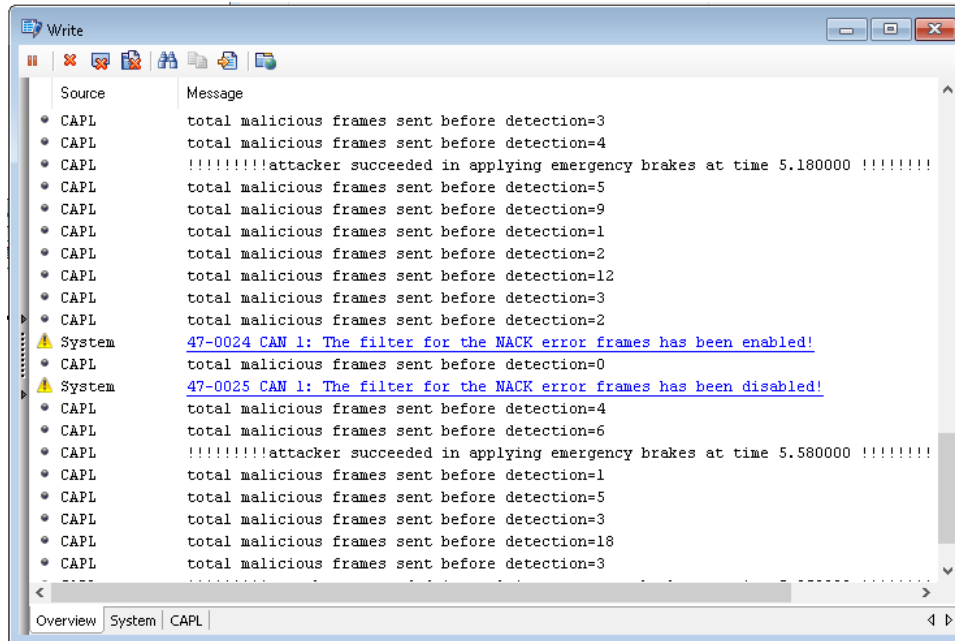 Write
Source Message
CAPL total malicious frames sent before detection=3
CAPL total malicious frames sent before detection=4
CAPL !!!!!!!!!attacker succeeded in applying emergency brakes at time 5.180000 !!!!!!!!
CAPL total malicious frames sent before detection=5
CAPL total malicious frames sent before detection=9
CAPL total malicious frames sent before detection=1
CAPL total malicious frames sent before detection=2
CAPL total malicious frames sent before detection=12
CAPL total malicious frames sent before detection=3
CAPL total malicious frames sent before detection=2
System 47-0024 CAN 1: The filter for the NACK error frames has been enabled!
CAPL total malicious frames sent before detection=0
System 47-0025 CAN 1: The filter for the NACK error frames has been disabled!
CAPL total malicious frames sent before detection=4
CAPL total malicious frames sent before detection=6
CAPL !!!!!!!!!attacker succeeded in applying emergency brakes at time 5.580000 !!!!!!!!
CAPL total malicious frames sent before detection=1
CAPL total malicious frames sent before detection=5
CAPL total malicious frames sent before detection=3
CAPL total malicious frames sent before detection=18
CAPL total malicious frames sent before detection=3
Overview System CAPL